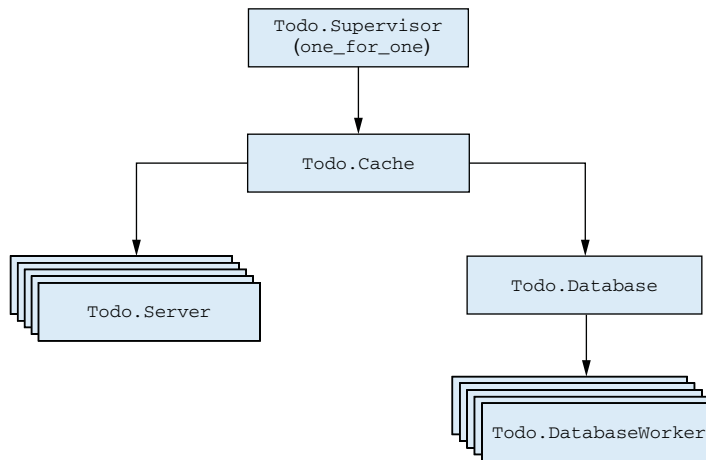 Todo.Supervisor
(one_for_one)
Todo.Cache
Todo.Server
Todo.Database
Todo.DatabaseWorker